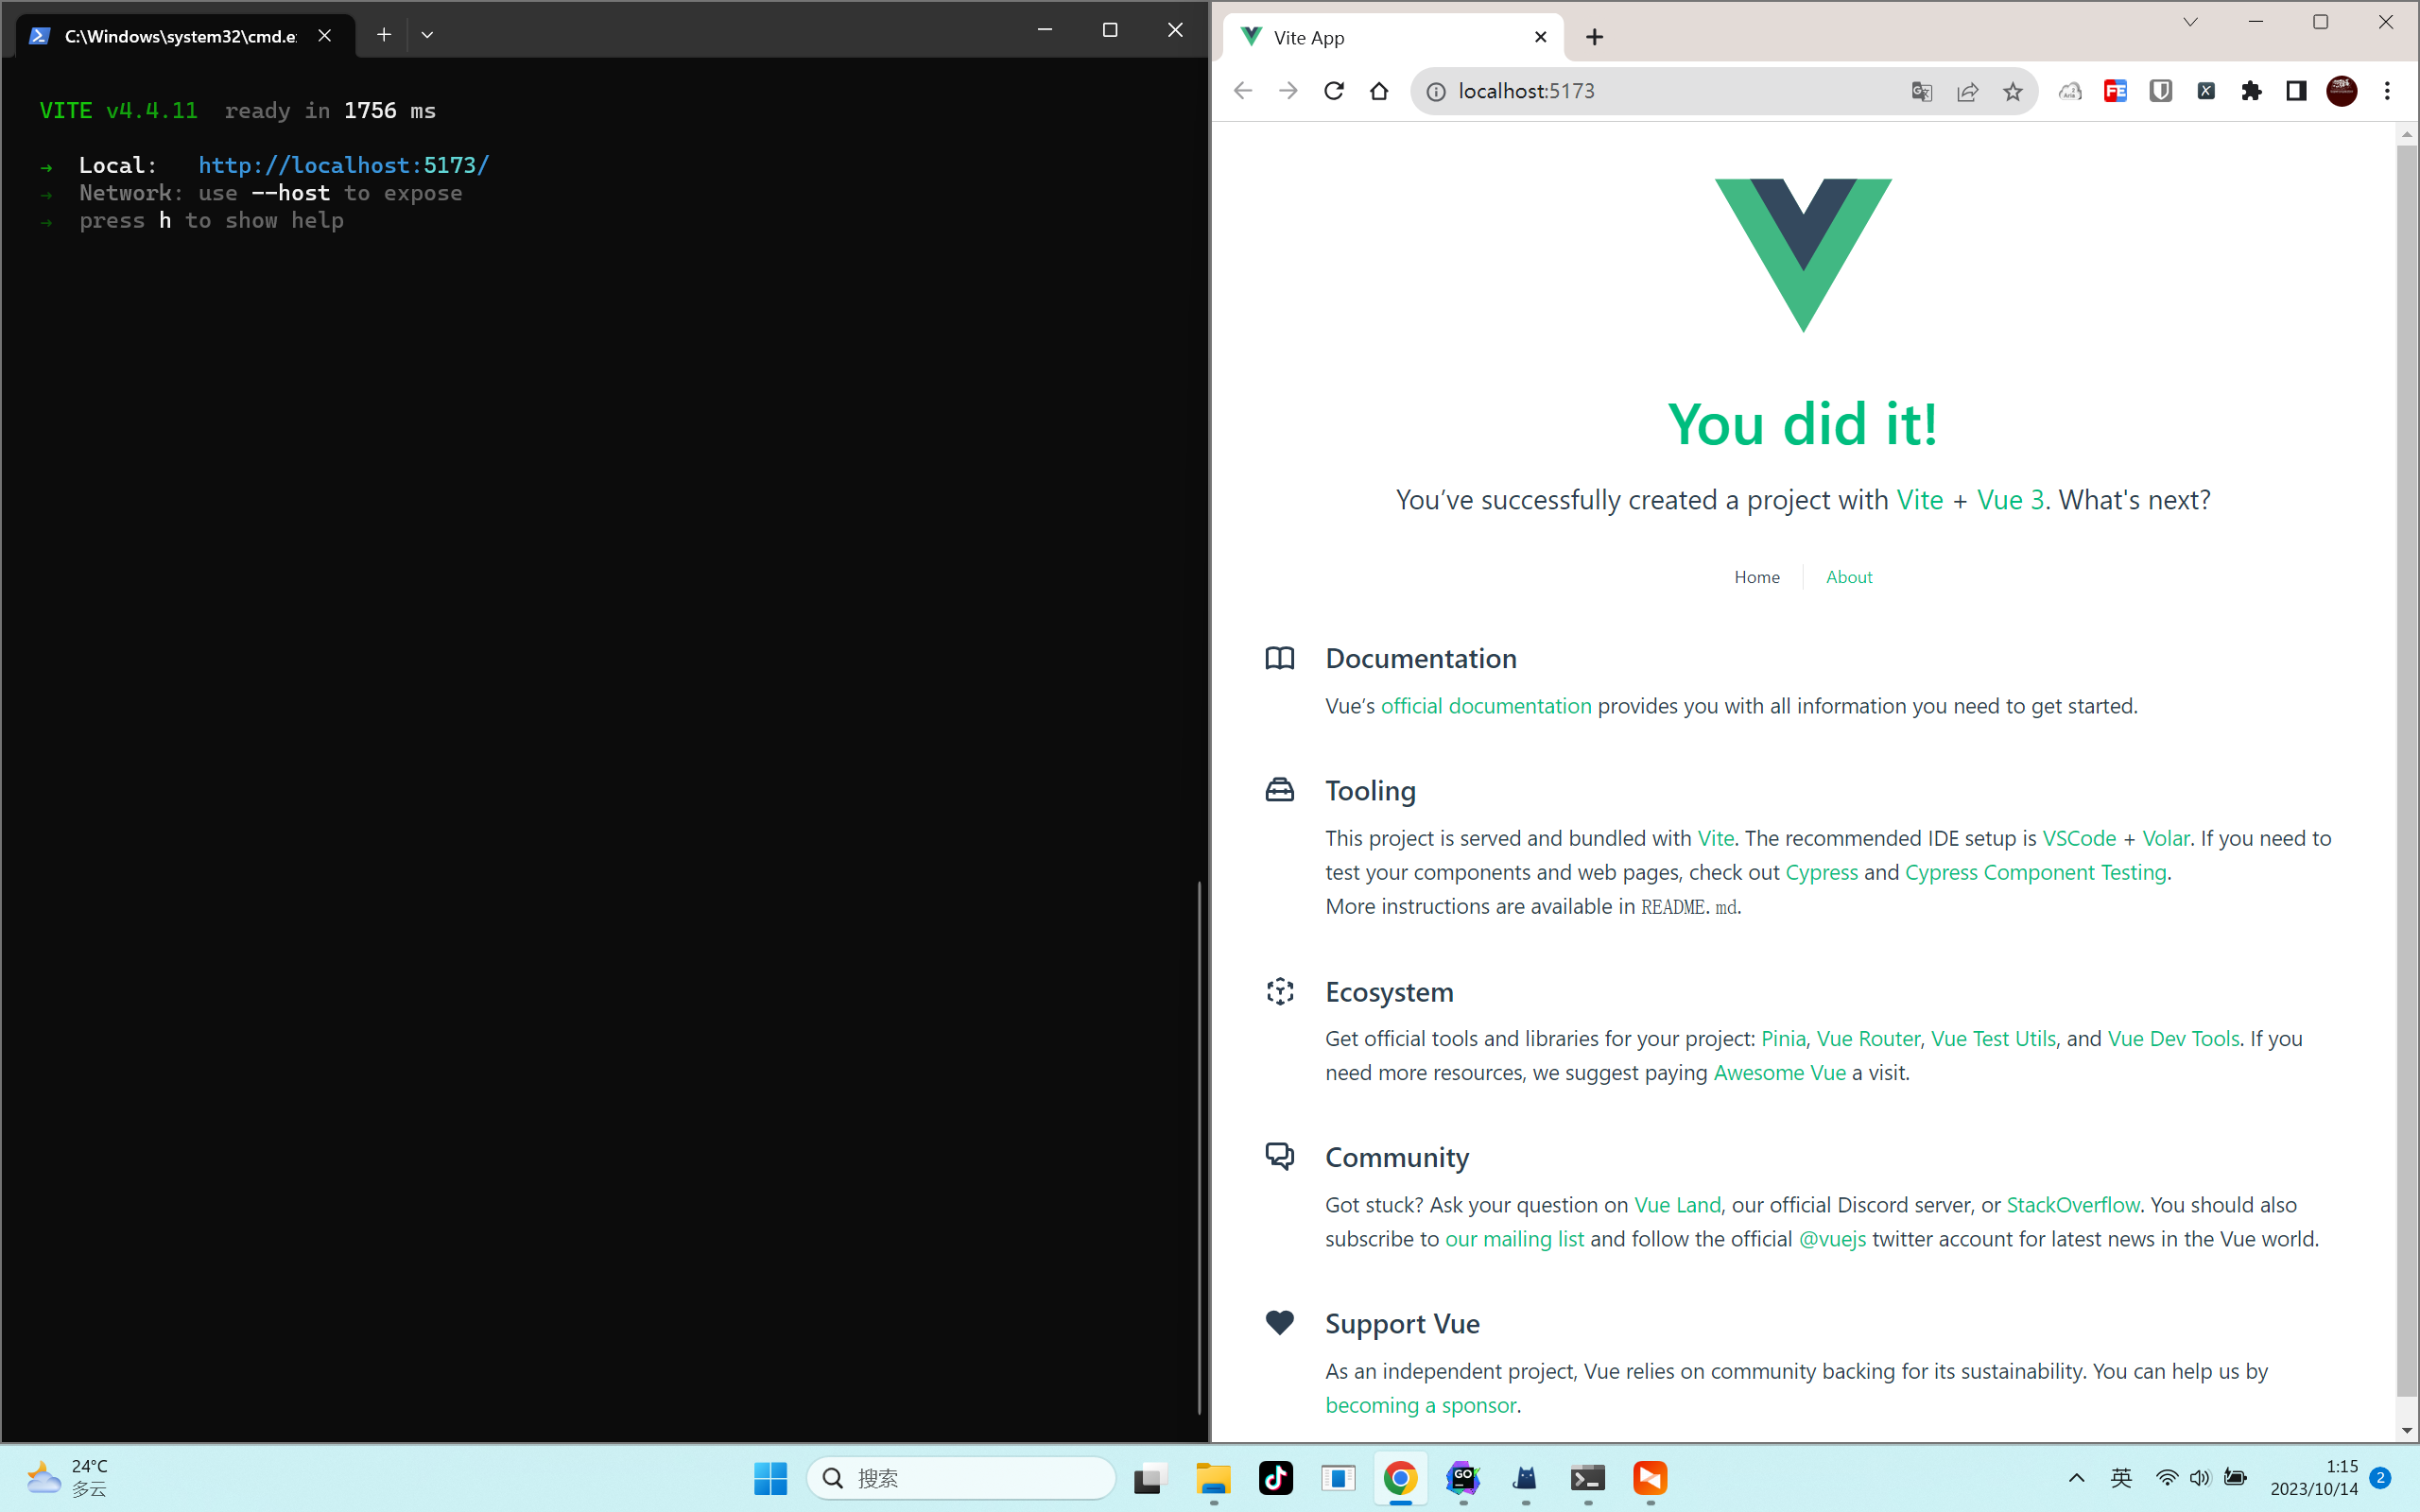 C:\Windows\system32\cmd.e
VITE v4.4.11  ready in 1756 ms
➜  Local:   http://localhost:5173/
➜  Network: use --host to expose
➜  press h to show help
Vite App
localhost:5173
You did it!
You’ve successfully created a project with Vite + Vue 3. What's next?
Home
About
Documentation
Vue’s official documentation provides you with all information you need to get started.
Tooling
This project is served and bundled with Vite. The recommended IDE setup is VSCode + Volar. If you need to
test your components and web pages, check out Cypress and Cypress Component Testing.
More instructions are available in README.md.
Ecosystem
Get official tools and libraries for your project: Pinia, Vue Router, Vue Test Utils, and Vue Dev Tools. If you
need more resources, we suggest paying Awesome Vue a visit.
Community
Got stuck? Ask your question on Vue Land, our official Discord server, or StackOverflow. You should also
subscribe to our mailing list and follow the official @vuejs twitter account for latest news in the Vue world.
Support Vue
As an independent project, Vue relies on community backing for its sustainability. You can help us by
becoming a sponsor.
24°C
多云
搜索
GO
英
1:15
2023/10/14
2
FE